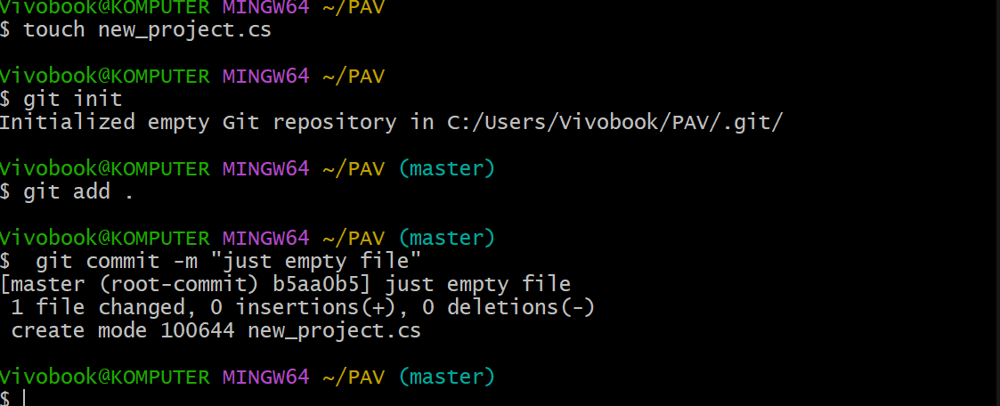 Vivobook@KOMPUTER MINGW64 ~/PAV
$ touch new_project.cs
Vivobook@KOMPUTER MINGW64 ~/PAV
$ git init
Initialized empty Git repository in C:/Users/Vivobook/PAV/.git/
Vivobook@KOMPUTER MINGW64 ~/PAV (master)
$ git add .
Vivobook@KOMPUTER MINGW64 ~/PAV (master)
$  git commit -m "just empty file"
[master (root-commit) b5aa0b5] just empty file
 1 file changed, 0 insertions(+), 0 deletions(-)
 create mode 100644 new_project.cs
Vivobook@KOMPUTER MINGW64 ~/PAV (master)
$